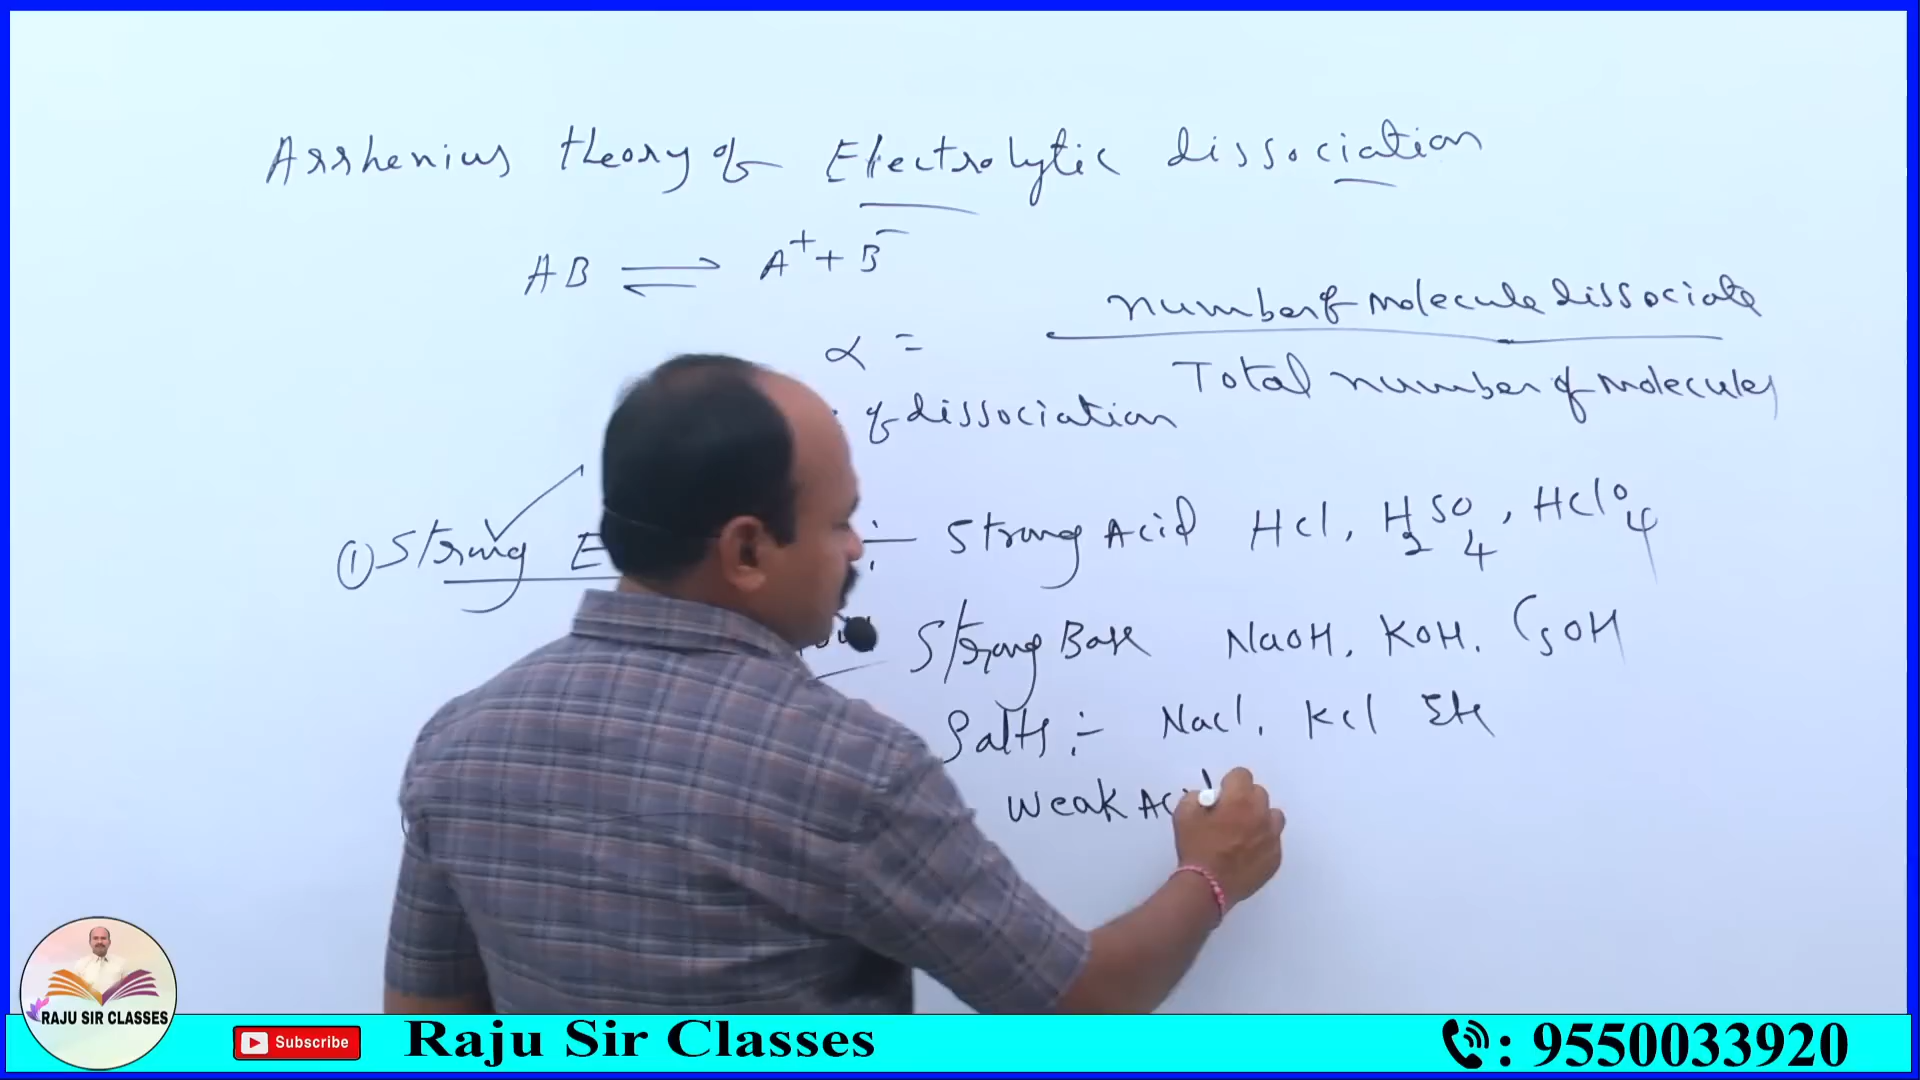 Arrhenius theory of Electrolytic dissociation
AB ⇌ A⁺ + B⁻
α = number of molecule dissociate
Total number of molecules
of dissociation
① Strong E :- Strong Acid HCl, H₂SO₄, HClO₄
Strong Base NaOH, KOH, CsOH
Salts :- NaCl, KCl Etc
Weak Aci
RAJU SIR CLASSES
Subscribe
Raju Sir Classes
: 9550033920